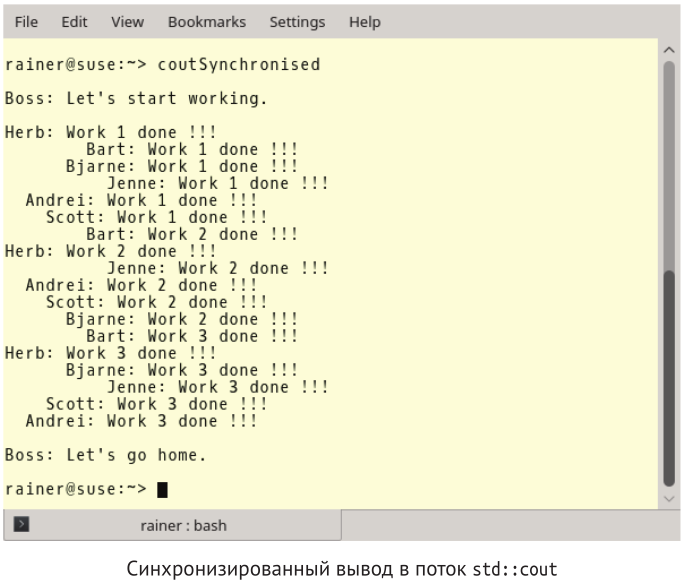 File Edit View Bookmarks Settings Help
rainer@suse:~> coutSynchronised
Boss: Let's start working.
Herb: Work 1 done !!!
Bart: Work 1 done !!!
Bjarne: Work 1 done !!!
Jenne: Work 1 done !!!
Andrei: Work 1 done !!!
Scott: Work 1 done !!!
Bart: Work 2 done !!!
Herb: Work 2 done !!!
Jenne: Work 2 done !!!
Andrei: Work 2 done !!!
Scott: Work 2 done !!!
Bjarne: Work 2 done !!!
Bart: Work 3 done !!!
Herb: Work 3 done !!!
Bjarne: Work 3 done !!!
Jenne: Work 3 done !!!
Scott: Work 3 done !!!
Andrei: Work 3 done !!!
Boss: Let's go home.
rainer@suse:~>
rainer : bash
Синхронизированный вывод в поток std::cout